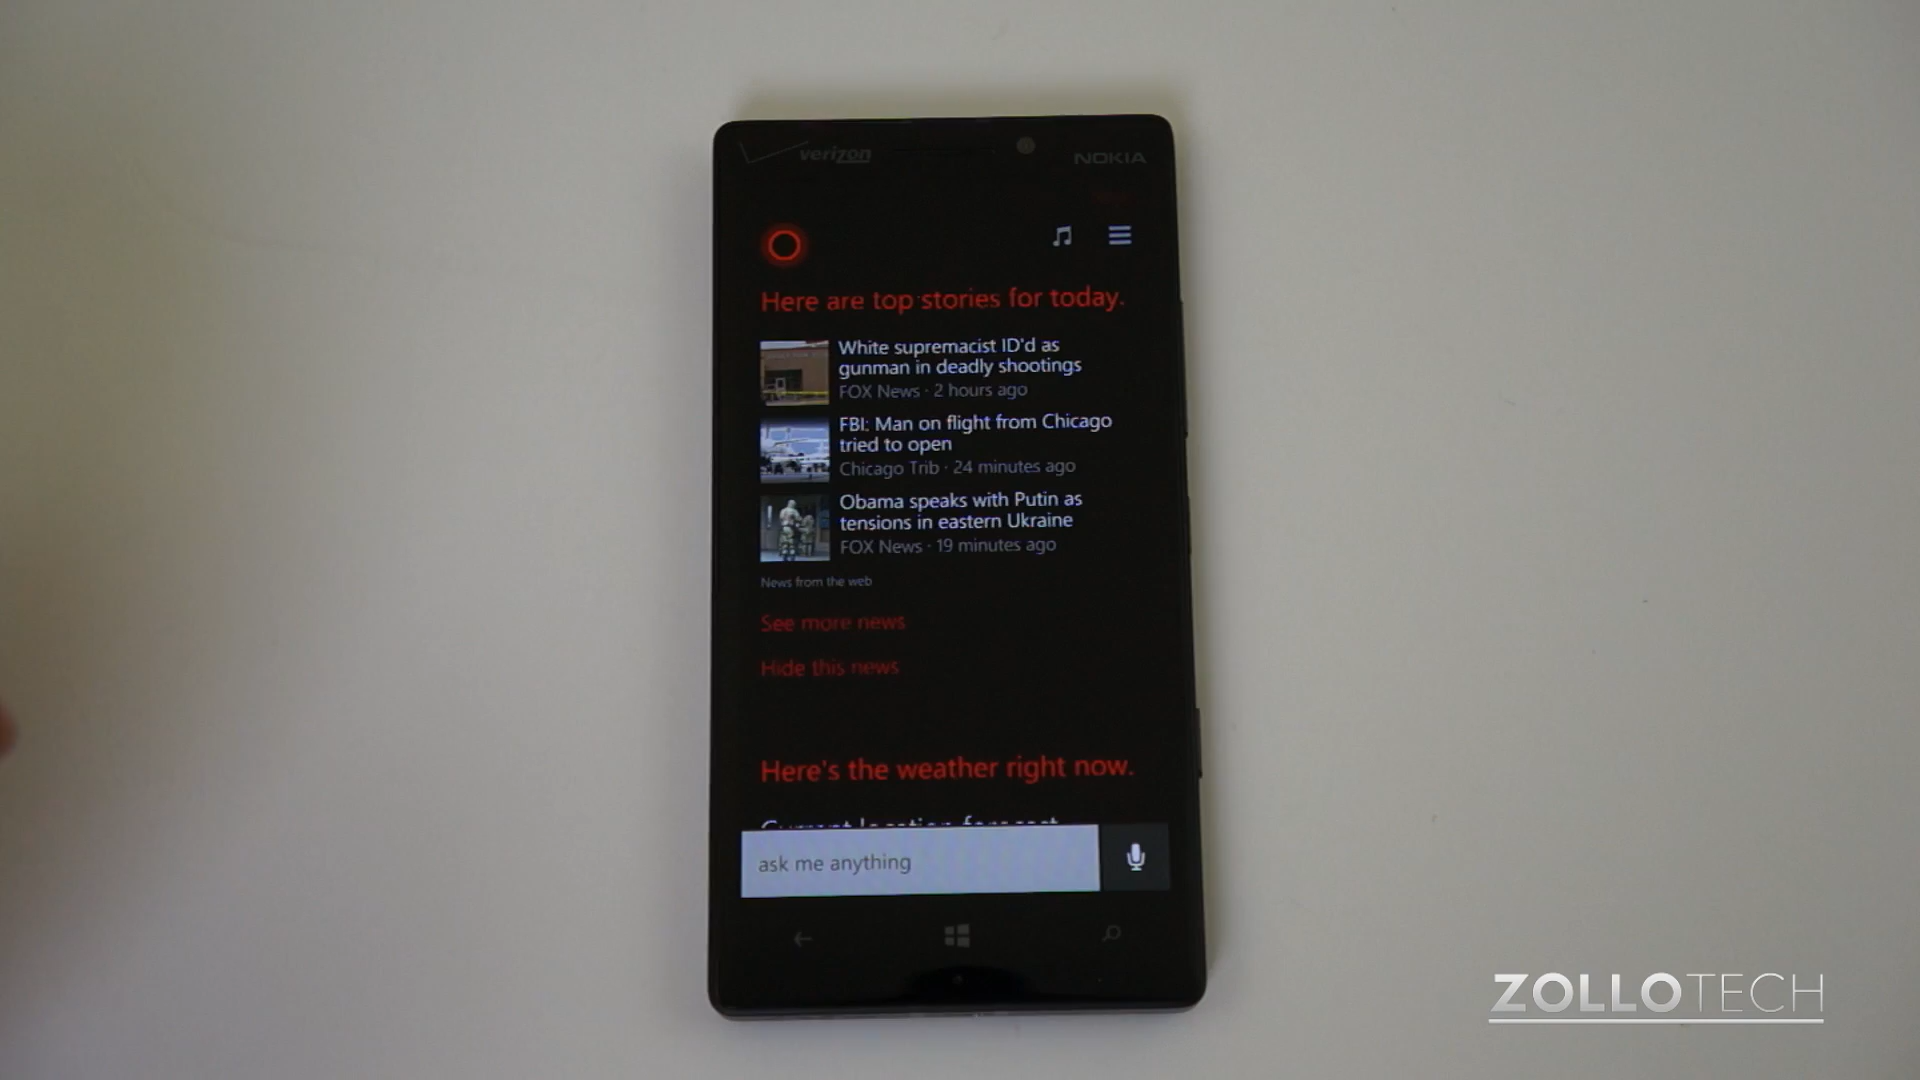 verizon
NOKIA
Here are top stories for today.
White supremacist ID'd as
gunman in deadly shootings
FOX News · 2 hours ago
FBI: Man on flight from Chicago
tried to open
Chicago Trib · 24 minutes ago
Obama speaks with Putin as
tensions in eastern Ukraine
FOX News · 19 minutes ago
News from the web
See more news
Hide this news
Here's the weather right now.
Current location forecast
ask me anything
ZOLLOTECH